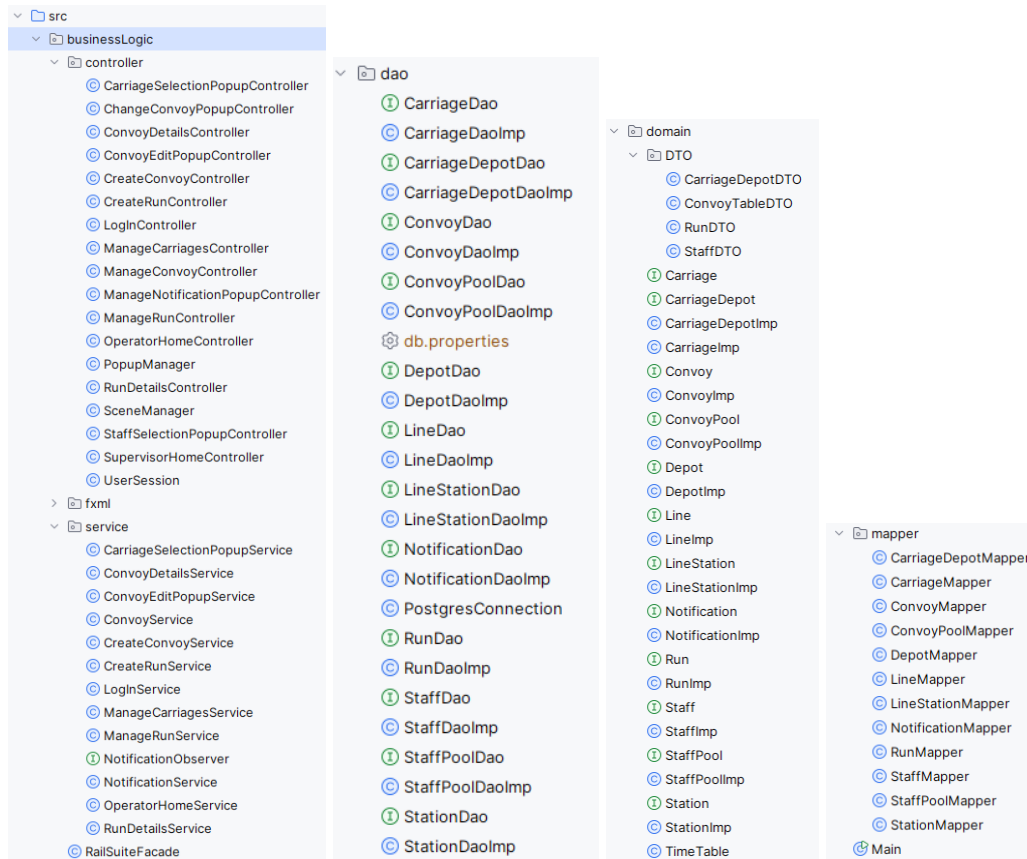 src
businessLogic
controller
CarriageSelectionPopupController
ChangeConvoyPopupController
ConvoyDetailsController
ConvoyEditPopupController
CreateConvoyController
CreateRunController
LogInController
ManageCarriagesController
ManageConvoyController
ManageNotificationPopupController
ManageRunController
OperatorHomeController
PopupManager
RunDetailsController
SceneManager
StaffSelectionPopupController
SupervisorHomeController
UserSession
fxml
service
CarriageSelectionPopupService
ConvoyDetailsService
ConvoyEditPopupService
ConvoyService
CreateConvoyService
CreateRunService
LogInService
ManageCarriagesService
ManageRunService
NotificationObserver
NotificationService
OperatorHomeService
RunDetailsService
RailSuiteFacade
dao
CarriageDao
CarriageDaoImp
CarriageDepotDao
CarriageDepotDaoImp
ConvoyDao
ConvoyDaoImp
ConvoyPoolDao
ConvoyPoolDaoImp
db.properties
DepotDao
DepotDaoImp
LineDao
LineDaoImp
LineStationDao
LineStationDaoImp
NotificationDao
NotificationDaoImp
PostgresConnection
RunDao
RunDaoImp
StaffDao
StaffDaoImp
StaffPoolDao
StaffPoolDaoImp
StationDao
StationDaoImp
domain
DTO
CarriageDepotDTO
ConvoyTableDTO
RunDTO
StaffDTO
Carriage
CarriageDepot
CarriageDepotImp
CarriageImp
Convoy
ConvoyImp
ConvoyPool
ConvoyPoolImp
Depot
DepotImp
Line
LineImp
LineStation
LineStationImp
Notification
NotificationImp
Run
RunImp
Staff
StaffImp
StaffPool
StaffPoolImp
Station
StationImp
TimeTable
mapper
CarriageDepotMapper
CarriageMapper
ConvoyMapper
ConvoyPoolMapper
DepotMapper
LineMapper
LineStationMapper
NotificationMapper
RunMapper
StaffMapper
StaffPoolMapper
StationMapper
Main